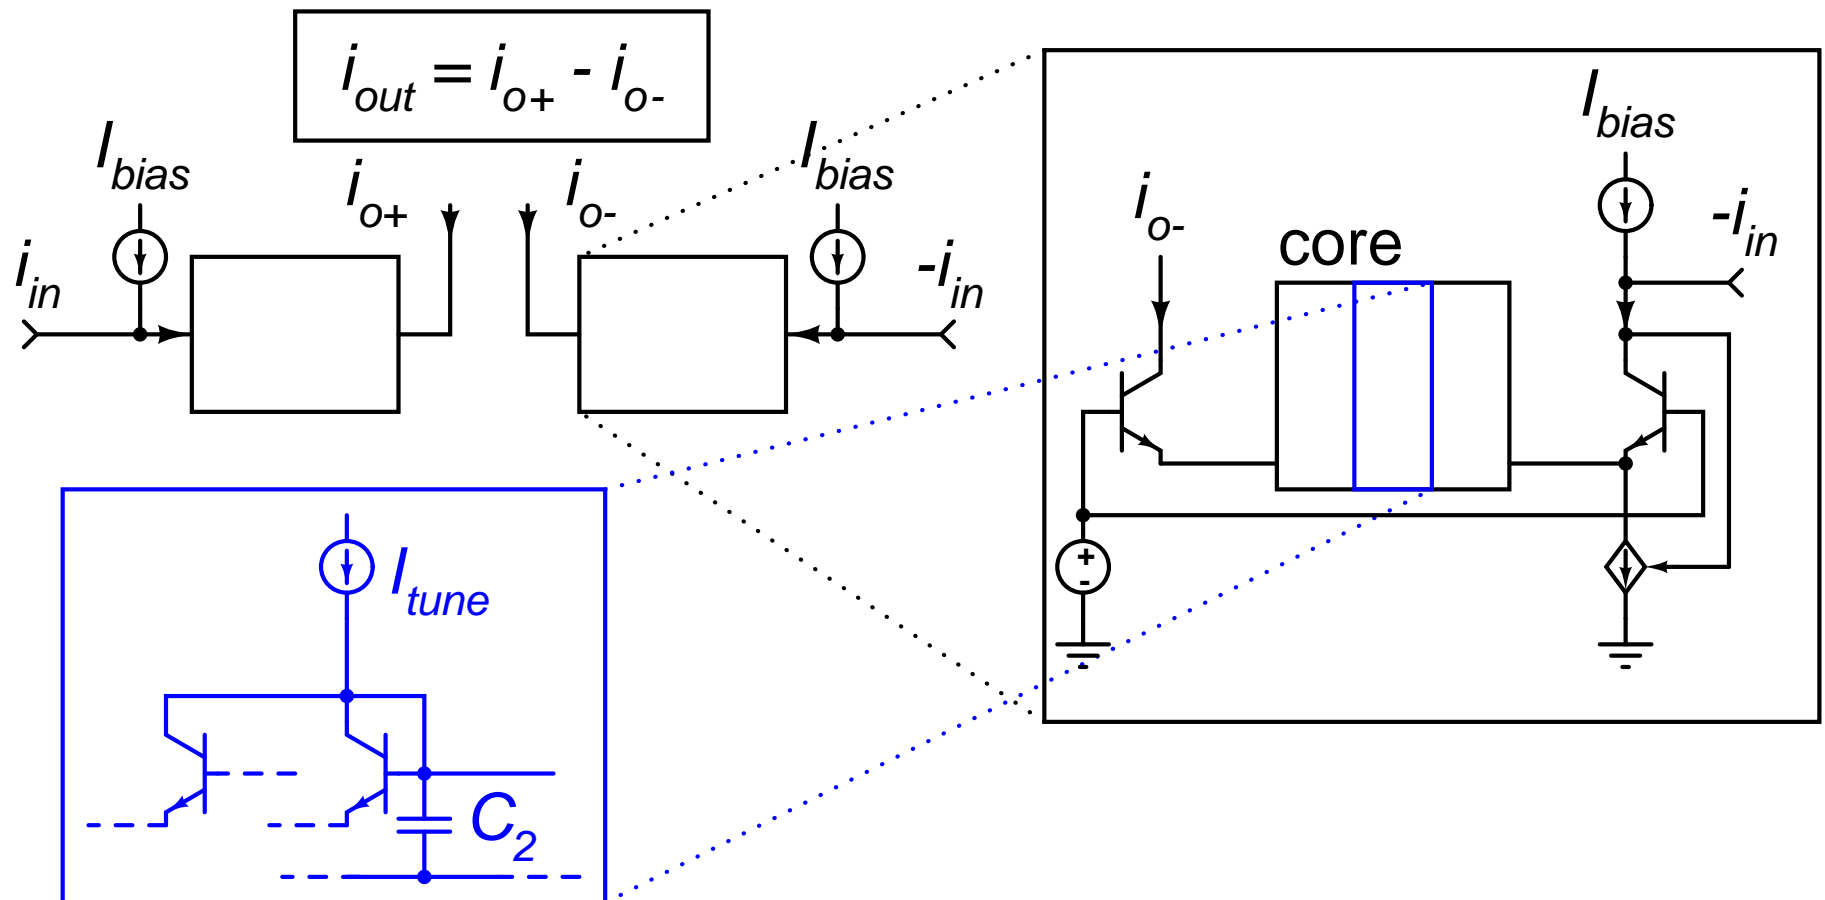 i_out = i_o+ - i_o-
I_bias
i_o+
i_o-
I_bias
i_in
-i_in
I_bias
-i_in
i_o-
core
+
-
I_tune
C_2